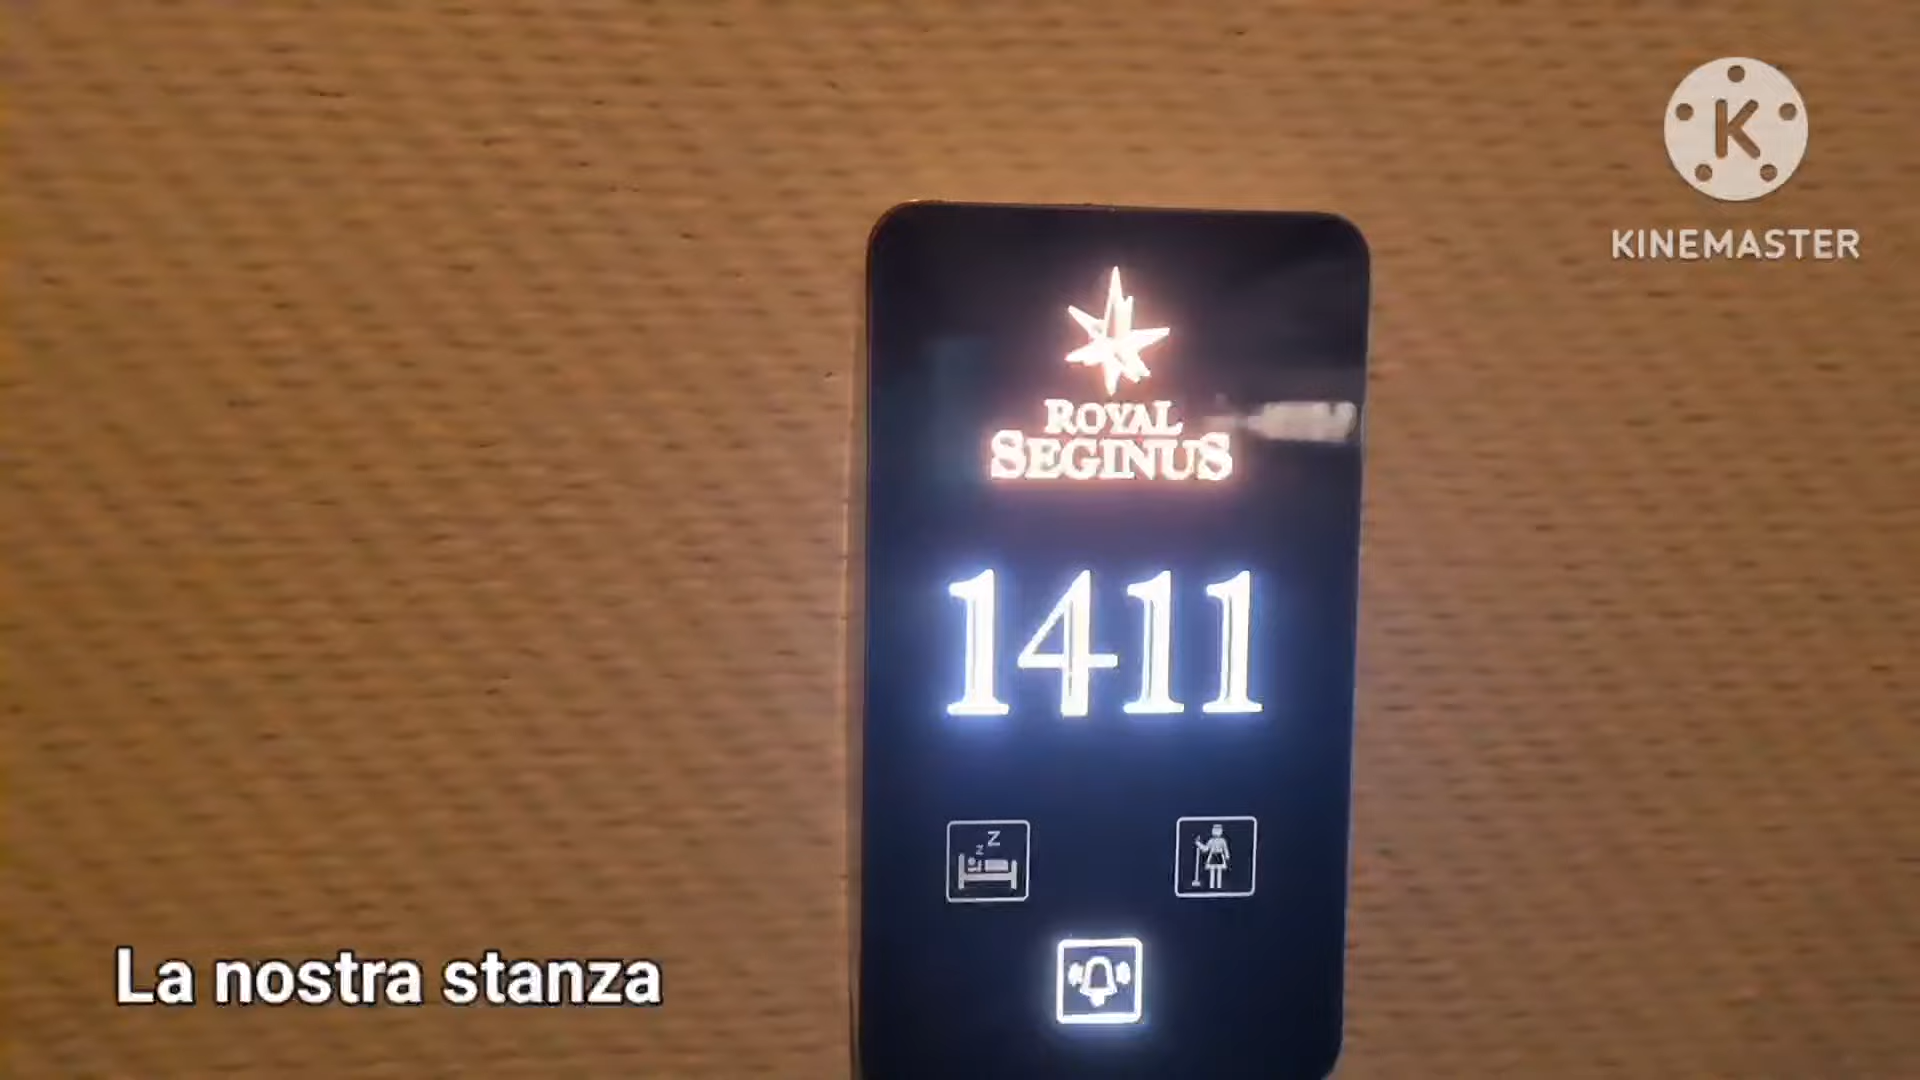 K
KINEMASTER
ROYAL
SEGINUS
1411
Z
z
La nostra stanza